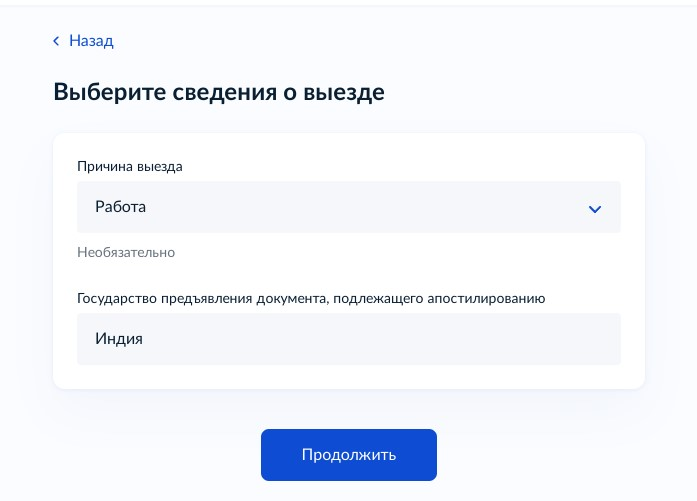 Назад
Выберите сведения о выезде
Причина выезда
Работа
Необязательно
Государство предъявления документа, подлежащего апостилированию
Индия
Продолжить